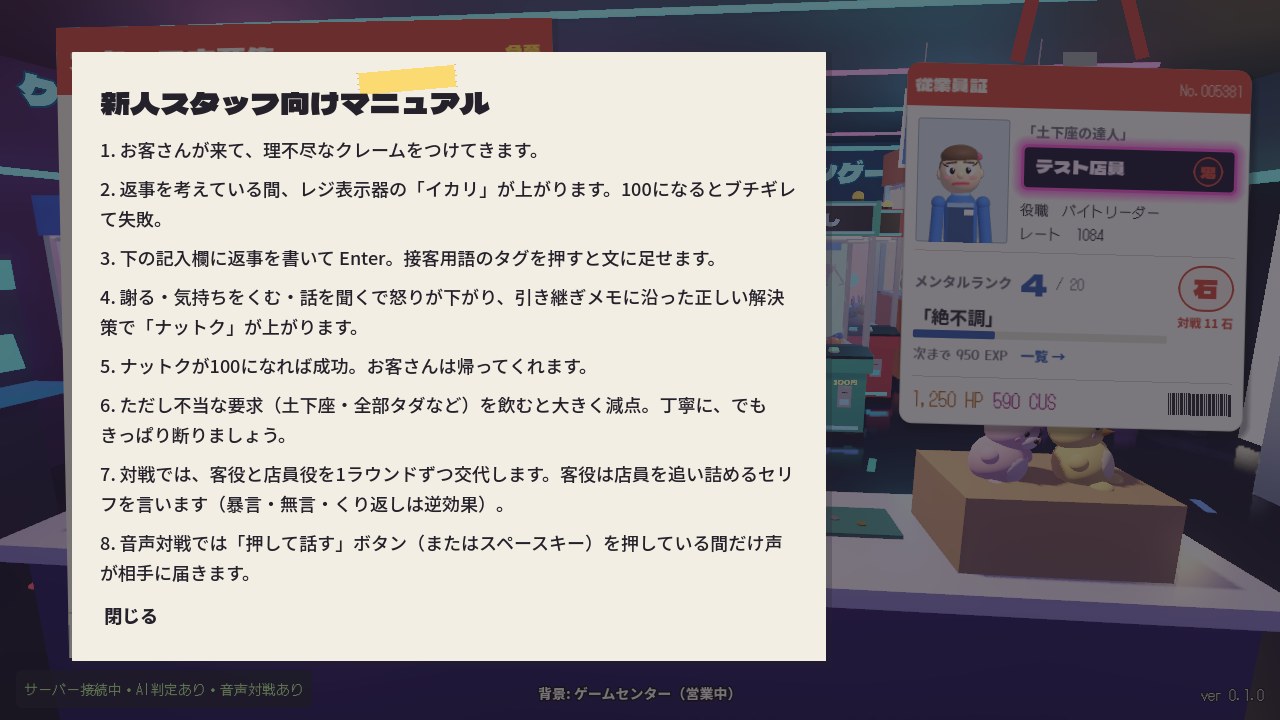 新人スタッフ向けマニュアル
1. お客さんが来て、理不尽なクレームをつけてきます。
2. 返事を考えている間、レジ表示器の「イカリ」が上がります。100になるとブチギレ
て失敗。
3. 下の記入欄に返事を書いて Enter。接客用語のタグを押すと文に足せます。
4. 謝る・気持ちをくむ・話を聞くで怒りが下がり、引き継ぎメモに沿った正しい解決
策で「ナットク」が上がります。
5. ナットクが100になれば成功。お客さんは帰ってくれます。
6. ただし不当な要求（土下座・全部タダなど）を飲むと大きく減点。丁寧に、でも
きっぱり断りましょう。
7. 対戦では、客役と店員役を1ラウンドずつ交代します。客役は店員を追い詰めるセリ
フを言います（暴言・無言・くり返しは逆効果）。
8. 音声対戦では「押して話す」ボタン（またはスペースキー）を押している間だけ声
が相手に届きます。
閉じる
従業員証
No. 005381
「土下座の達人」
テスト店員
役職 バイトリーダー
レート 1084
メンタルランク 4 / 20
「絶不調」
石
対戦 11 石
次まで 950 EXP 一覧 →
1,250 HP 590 CUS
300円
サーバー接続中・AI判定あり・音声対戦あり
背景: ゲームセンター（営業中）
ver 0.1.0